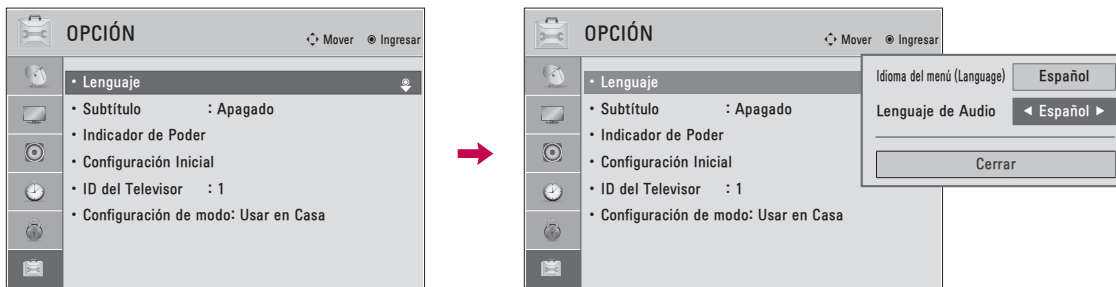 OPCIÓN
Mover Ingresar
• Lenguaje
• Subtítulo : Apagado
• Indicador de Poder
• Configuración Inicial
• ID del Televisor : 1
• Configuración de modo: Usar en Casa
OPCIÓN
Mover Ingresar
• Lenguaje
• Subtítulo : Apagado
• Indicador de Poder
• Configuración Inicial
• ID del Televisor : 1
• Configuración de modo: Usar en Casa
Idioma del menú (Language) Español
Lenguaje de Audio ◄ Español ►
Cerrar